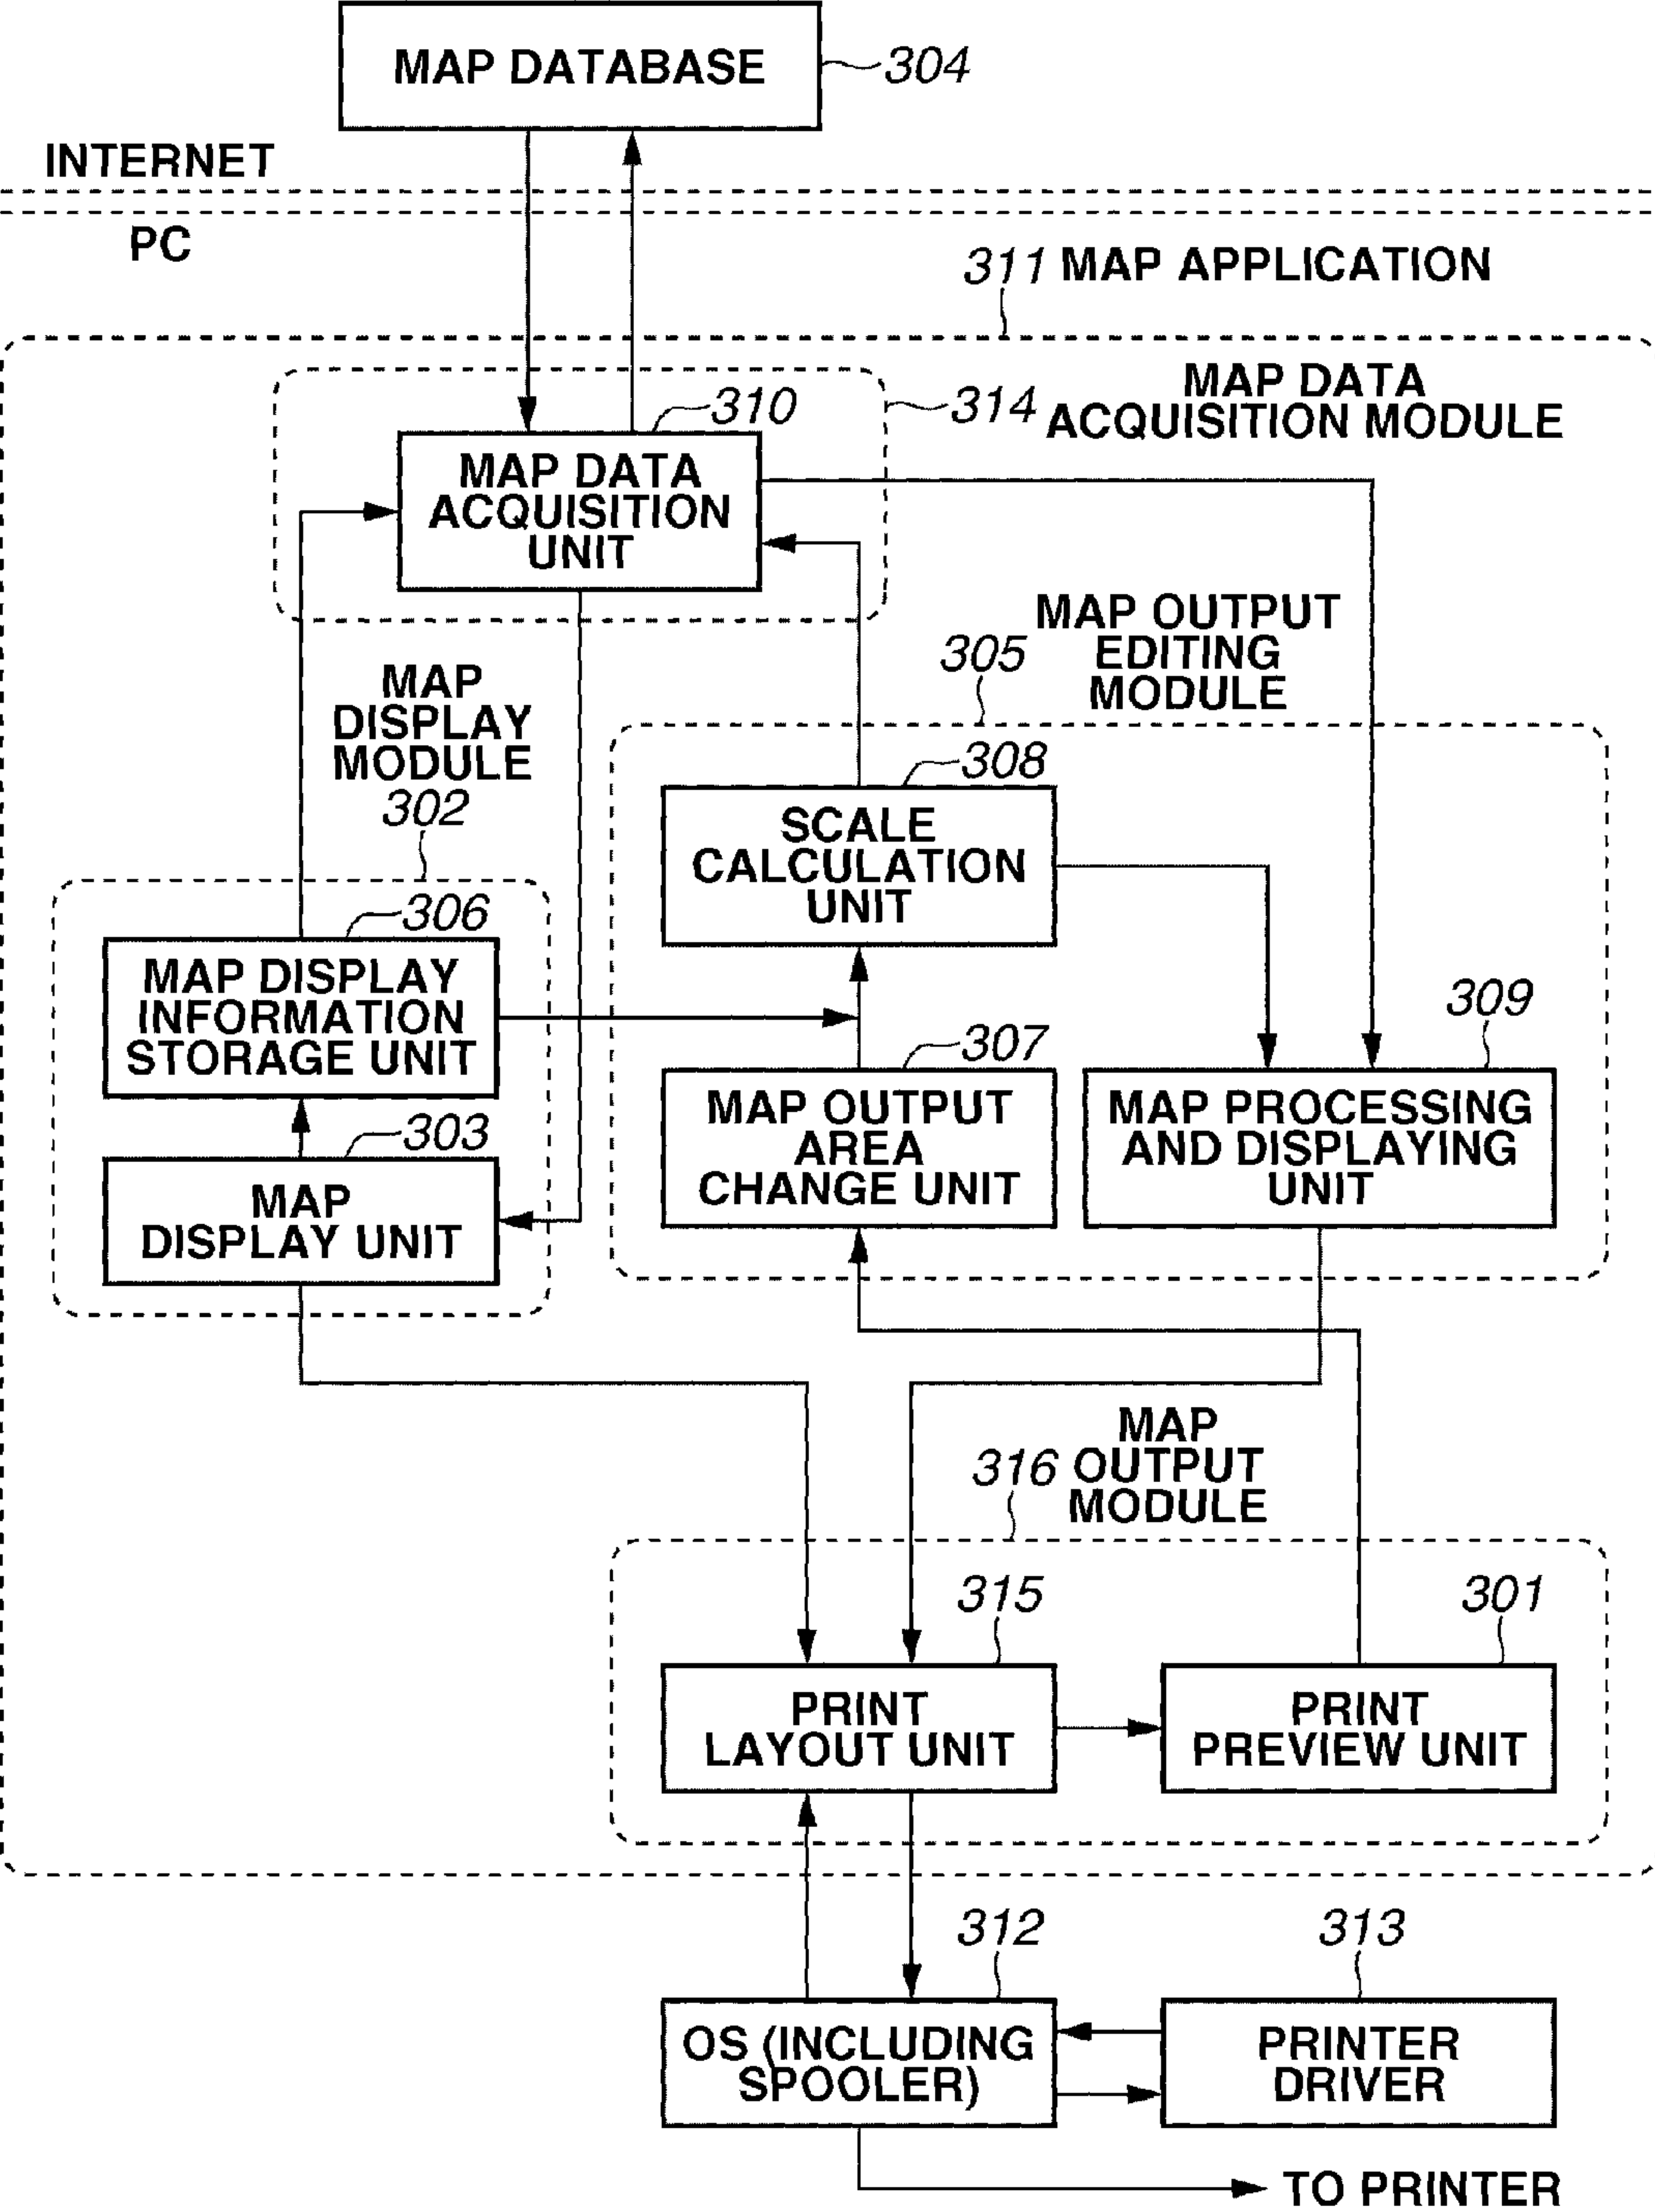 MAP DATABASE
304
INTERNET
PC
311 MAP APPLICATION
MAP DATA
ACQUISITION MODULE
314
310
MAP DATA
ACQUISITION
UNIT
MAP OUTPUT
EDITING
MODULE
305
MAP
DISPLAY
MODULE
302
308
SCALE
CALCULATION
UNIT
306
MAP DISPLAY
INFORMATION
STORAGE UNIT
309
307
MAP OUTPUT
AREA
CHANGE UNIT
MAP PROCESSING
AND DISPLAYING
UNIT
303
MAP
DISPLAY UNIT
MAP
OUTPUT
MODULE
316
315
301
PRINT
LAYOUT UNIT
PRINT
PREVIEW UNIT
312
313
OS (INCLUDING
SPOOLER)
PRINTER
DRIVER
TO PRINTER